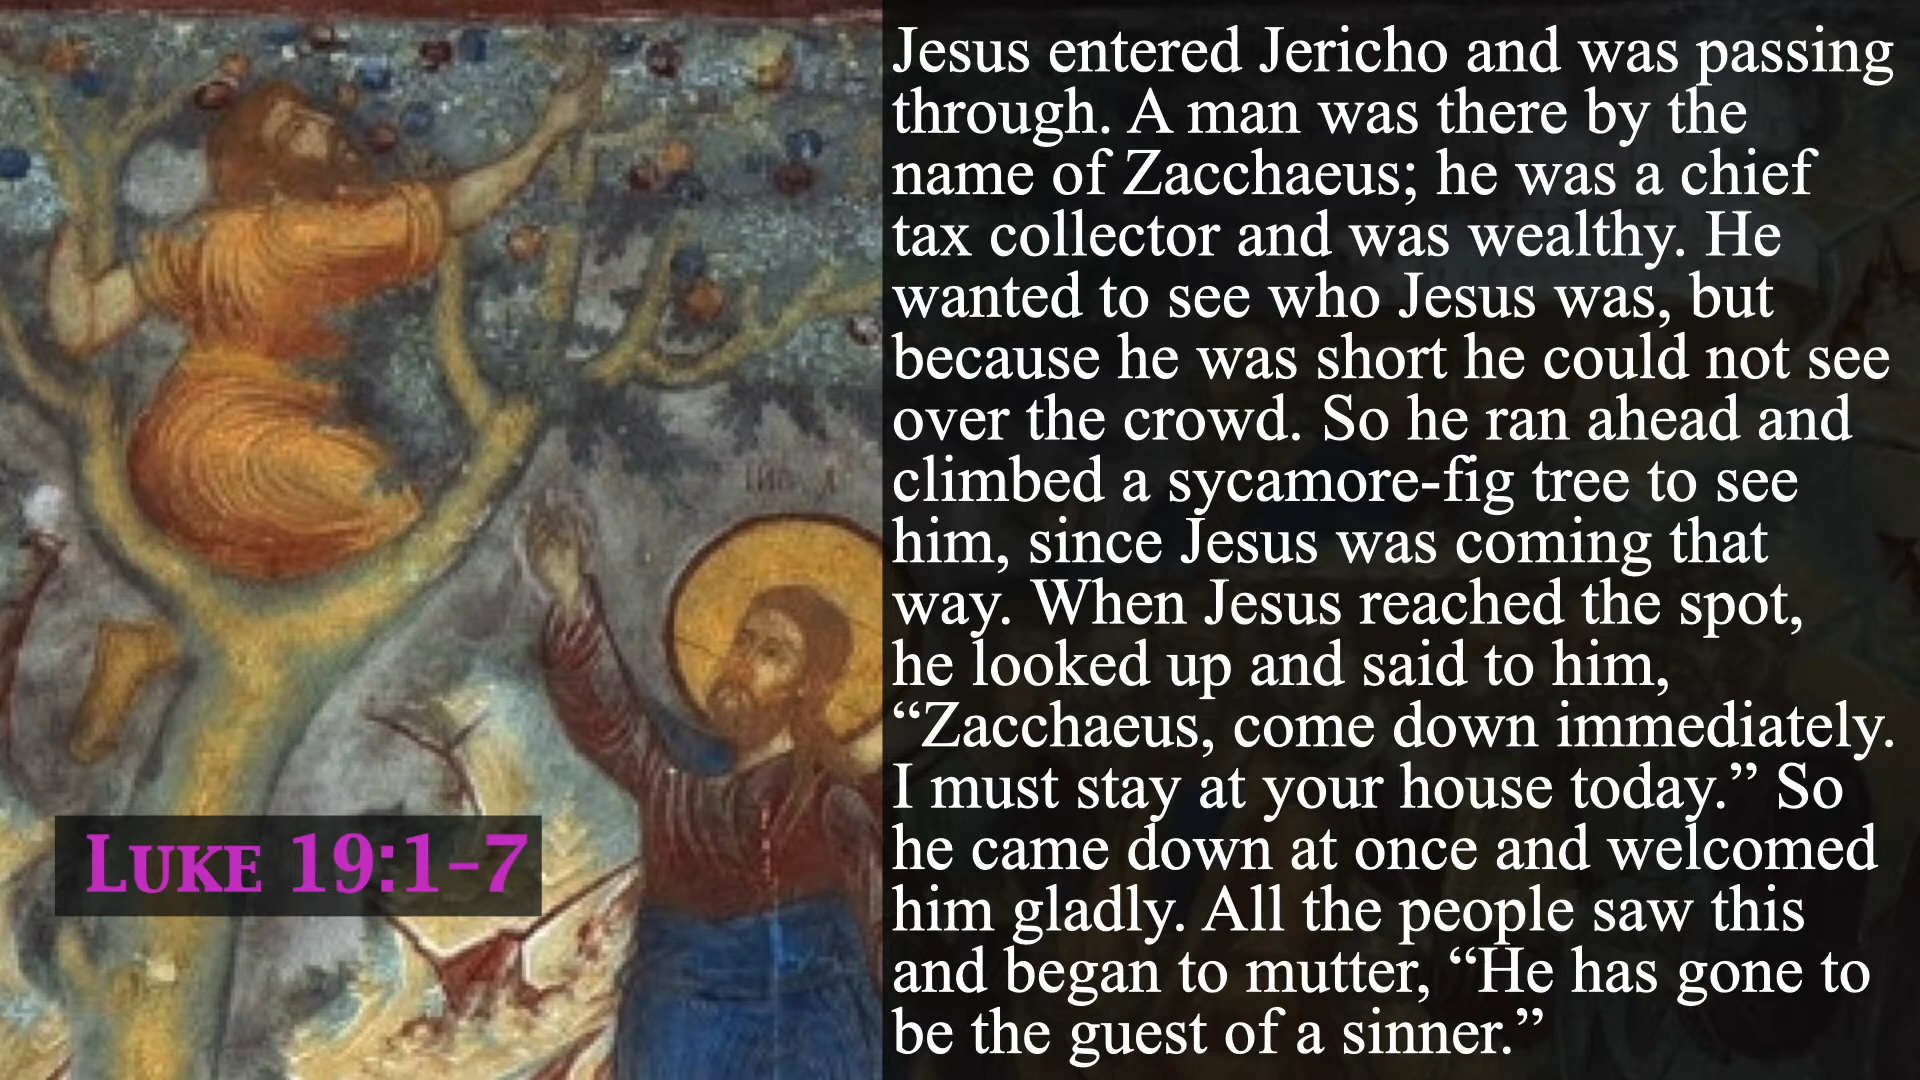 Jesus entered Jericho and was passing
through. A man was there by the
name of Zacchaeus; he was a chief
tax collector and was wealthy. He
wanted to see who Jesus was, but
because he was short he could not see
over the crowd. So he ran ahead and
climbed a sycamore-fig tree to see
him, since Jesus was coming that
way. When Jesus reached the spot,
he looked up and said to him,
“Zacchaeus, come down immediately.
I must stay at your house today.” So
he came down at once and welcomed
him gladly. All the people saw this
and began to mutter, “He has gone to
be the guest of a sinner.”
LUKE 19:1-7